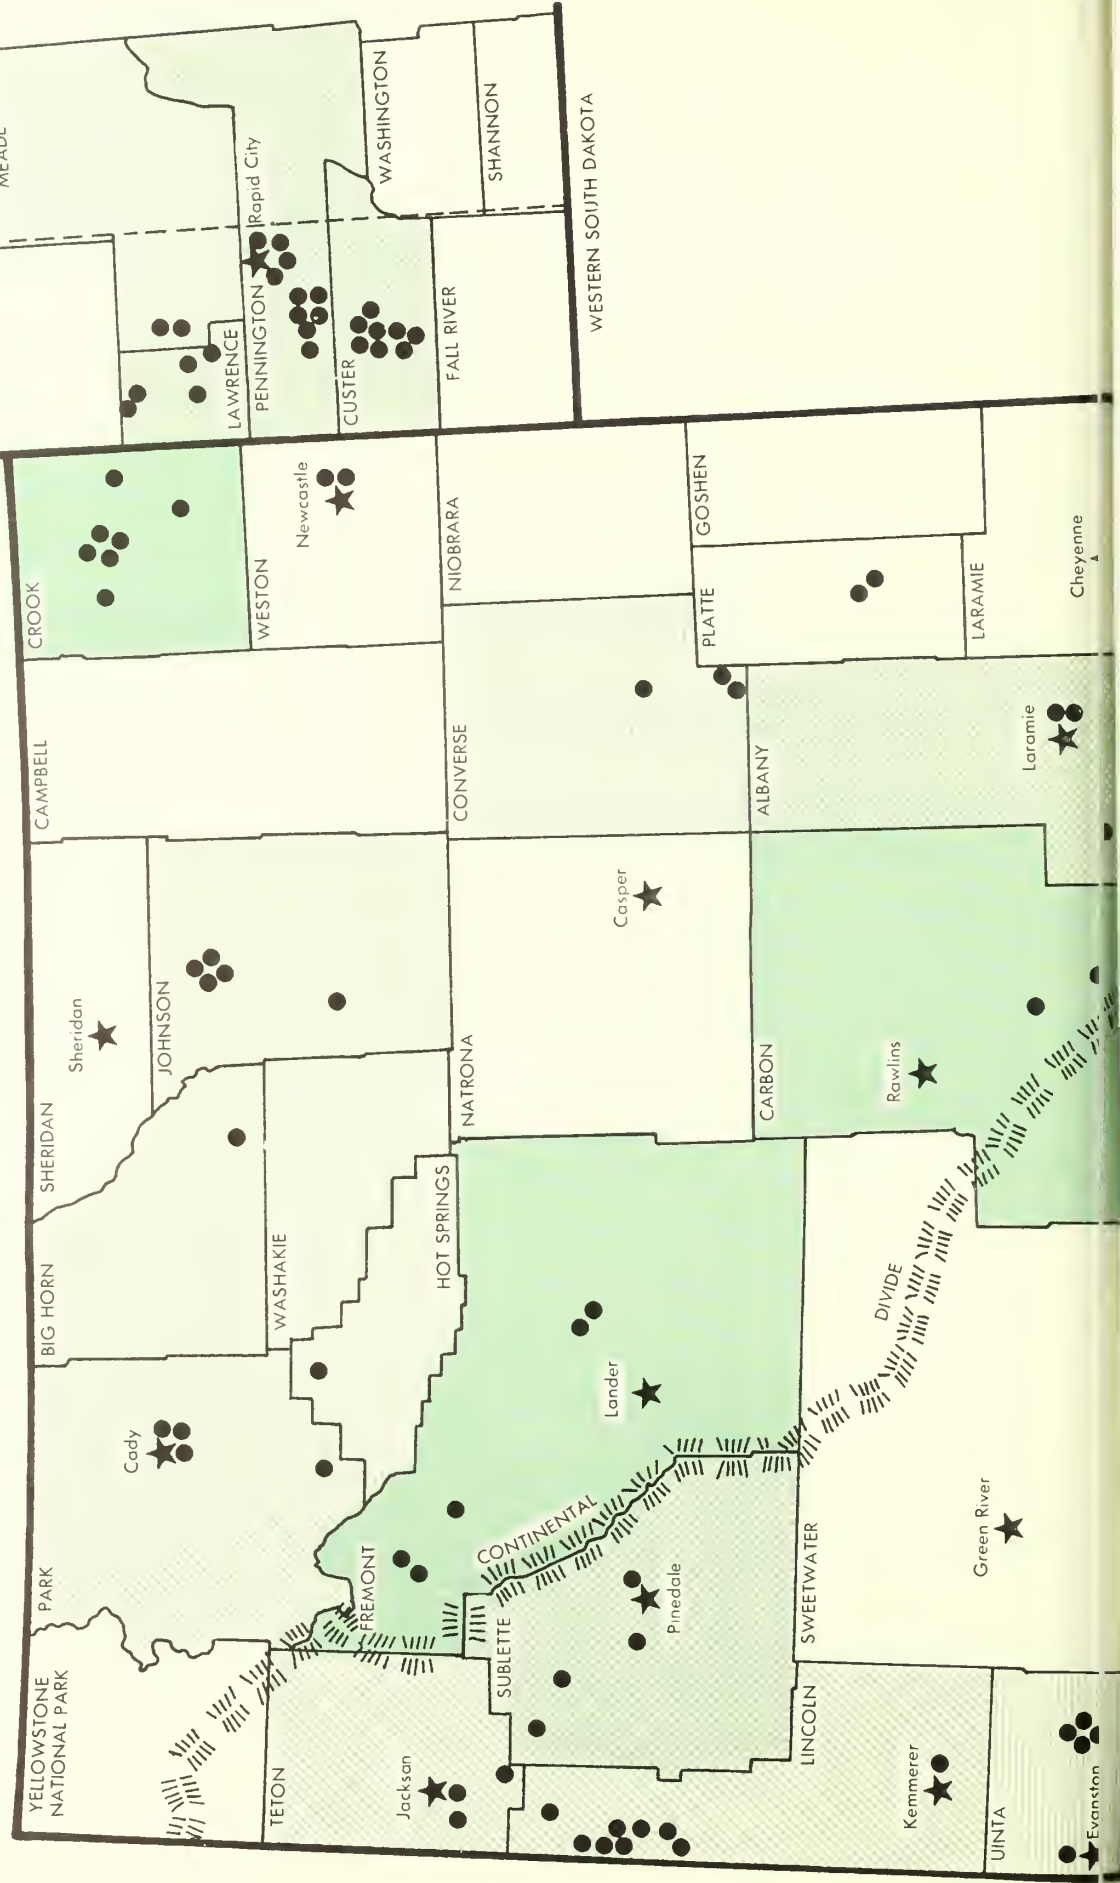 YELLOWSTONE
NATIONAL PARK
PARK
BIG HORN
SHERIDAN
Sheridan
CAMPBELL
CROOK
Cady
JOHNSON
WASHAKIE
WESTON
Newcastle
TETON
Jacksan
FREMONT
HOT SPRINGS
NATRONA
CONVERSE
NIOBRARA
SUBLETTE
CONTINENTAL
Pinedale
Lander
Casper
PLATTE
GOSHEN
LINCOLN
SWEETWATER
CARBON
ALBANY
DIVIDE
Rawlins
Kemmerer
Green River
LARAMIE
Laramie
Cheyenne
UINTA
Evanston
LAWRENCE
PENNINGTON
Rapid City
CUSTER
WASHINGTON
FALL RIVER
SHANNON
WESTERN SOUTH DAKOTA